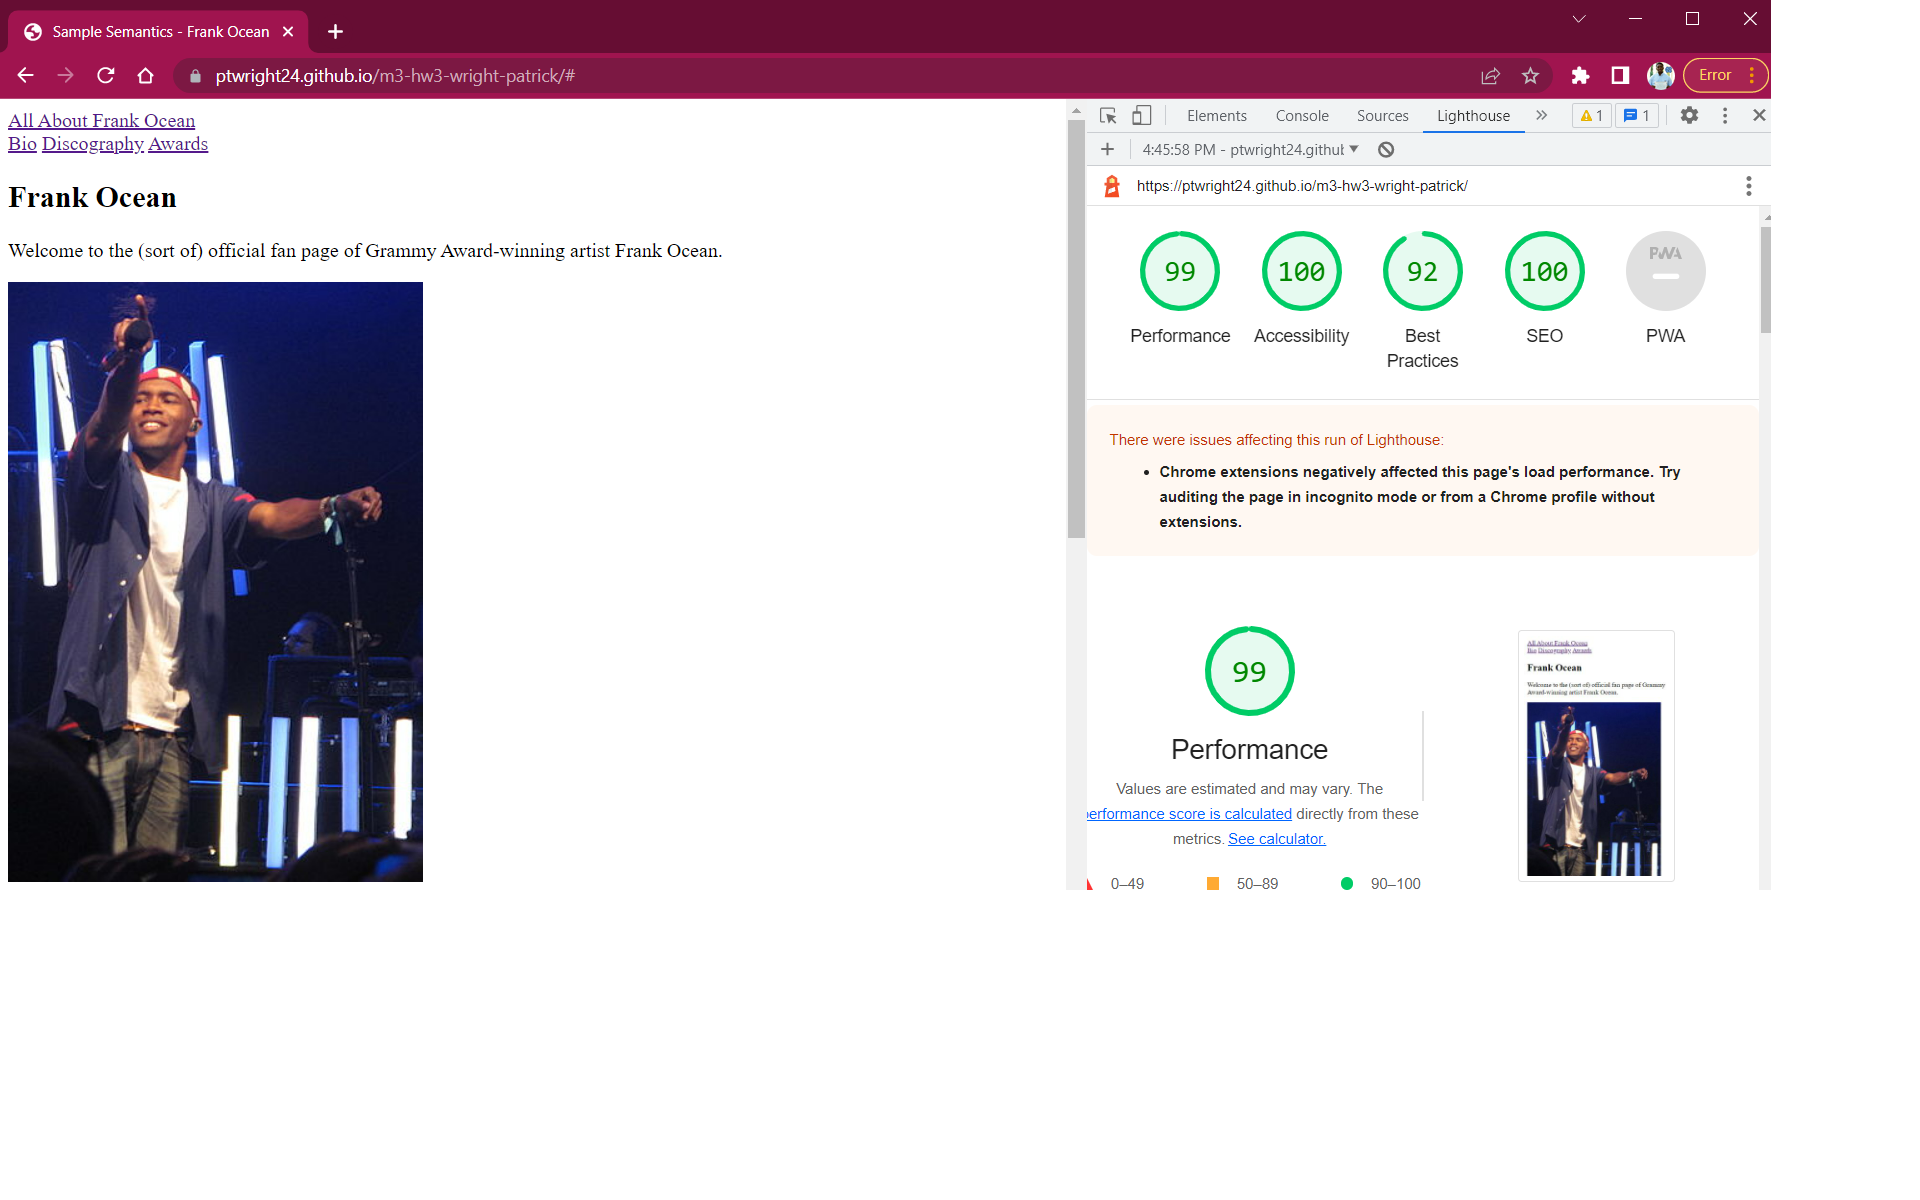 Sample Semantics - Frank Ocean
ptwright24.github.io/m3-hw3-wright-patrick/#
Error
All About Frank Ocean
Bio Discography Awards
Frank Ocean
Welcome to the (sort of) official fan page of Grammy Award-winning artist Frank Ocean.
Elements Console Sources Lighthouse » 1 1
4:45:58 PM - ptwright24.githul
https://ptwright24.github.io/m3-hw3-wright-patrick/
99 100 92 100 PWA
Performance Accessibility Best Practices SEO PWA
There were issues affecting this run of Lighthouse:
• Chrome extensions negatively affected this page's load performance. Try
auditing the page in incognito mode or from a Chrome profile without
extensions.
99
Performance
Values are estimated and may vary. The
performance score is calculated directly from these
metrics. See calculator.
0–49 50–89 90–100
All About Frank Ocean
Bio Discography Awards
Frank Ocean
Welcome to the (sort of) official fan page of Grammy
Award-winning artist Frank Ocean.